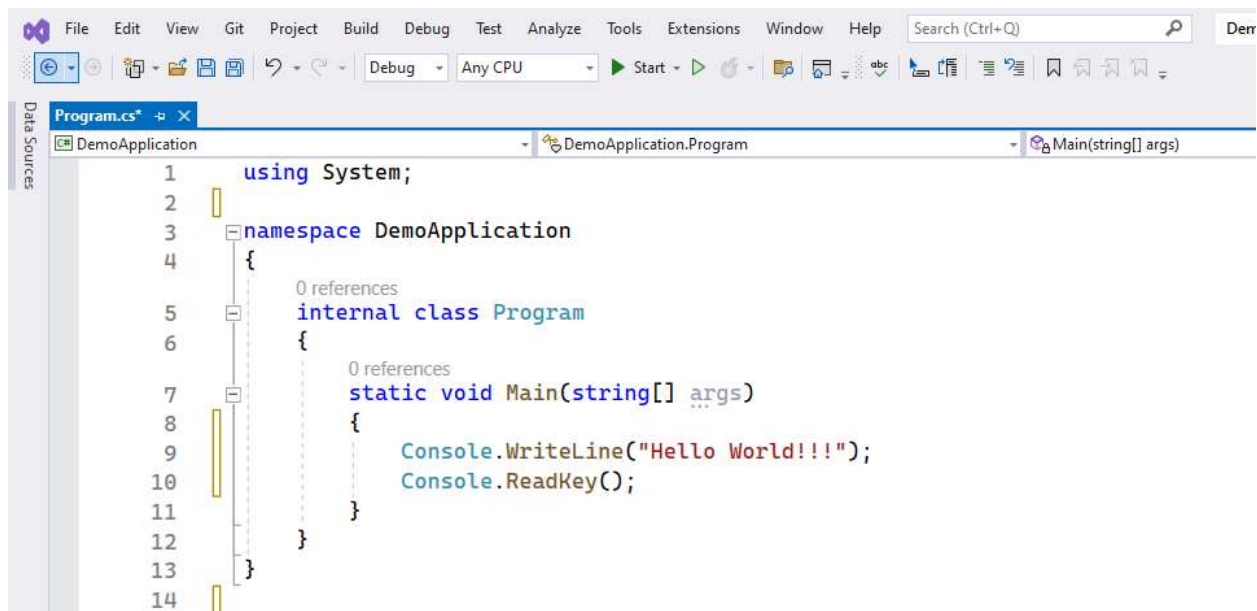 File Edit View Git Project Build Debug Test Analyze Tools Extensions Window Help Search (Ctrl+Q) Dem
Debug Any CPU Start abc
Data Sources
Program.cs*
C# DemoApplication DemoApplication.Program Main(string[] args)
1 using System;
2
3 namespace DemoApplication
4 {
0 references
5 internal class Program
6 {
0 references
7 static void Main(string[] args)
8 {
9 Console.WriteLine("Hello World!!!");
10 Console.ReadKey();
11 }
12 }
13 }
14